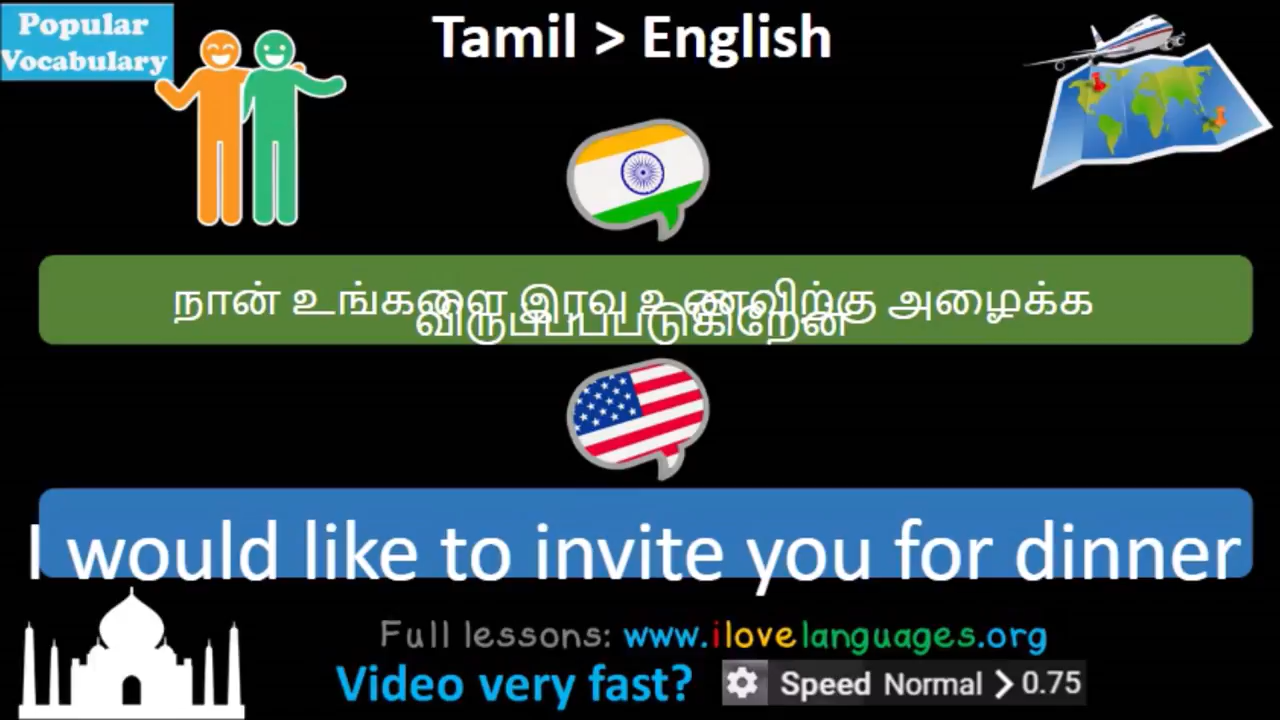 Popular
Vocabulary
Tamil > English
நான் உங்களை இரவு உணவிற்கு அழைக்க
விருப்பப்படுகிறேன்
I would like to invite you for dinner
Full lessons: www.ilovelanguages.org
Video very fast?
Speed Normal > 0.75